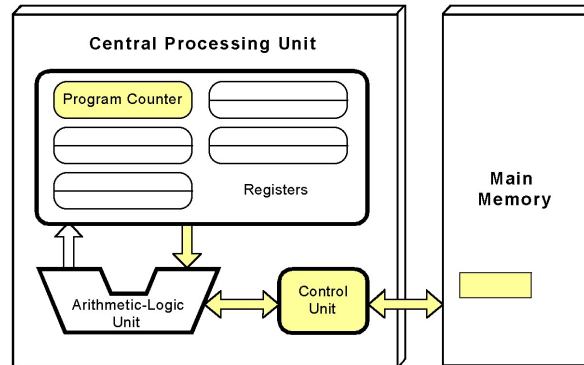 Central Processing Unit
Program Counter
Registers
Arithmetic-Logic
Unit
Control
Unit
Main
Memory